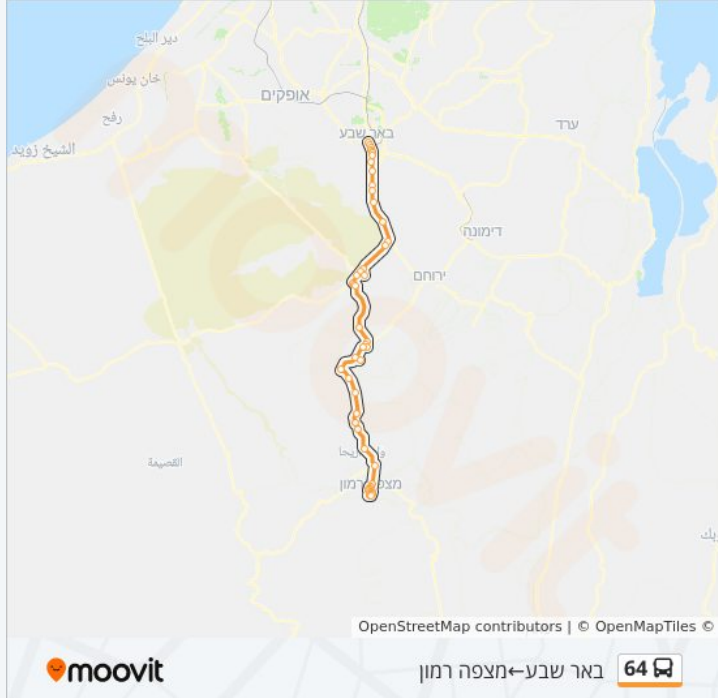 دير البلح
خان يونس
אופקים
رفح
الشيخ زويد
באר שבע
ערד
דימונה
ירוחם
القصيمة
מצפה רמון
OpenStreetMap contributors | © OpenMapTiles ©
moovit
64 באר שבע←מצפה רמון